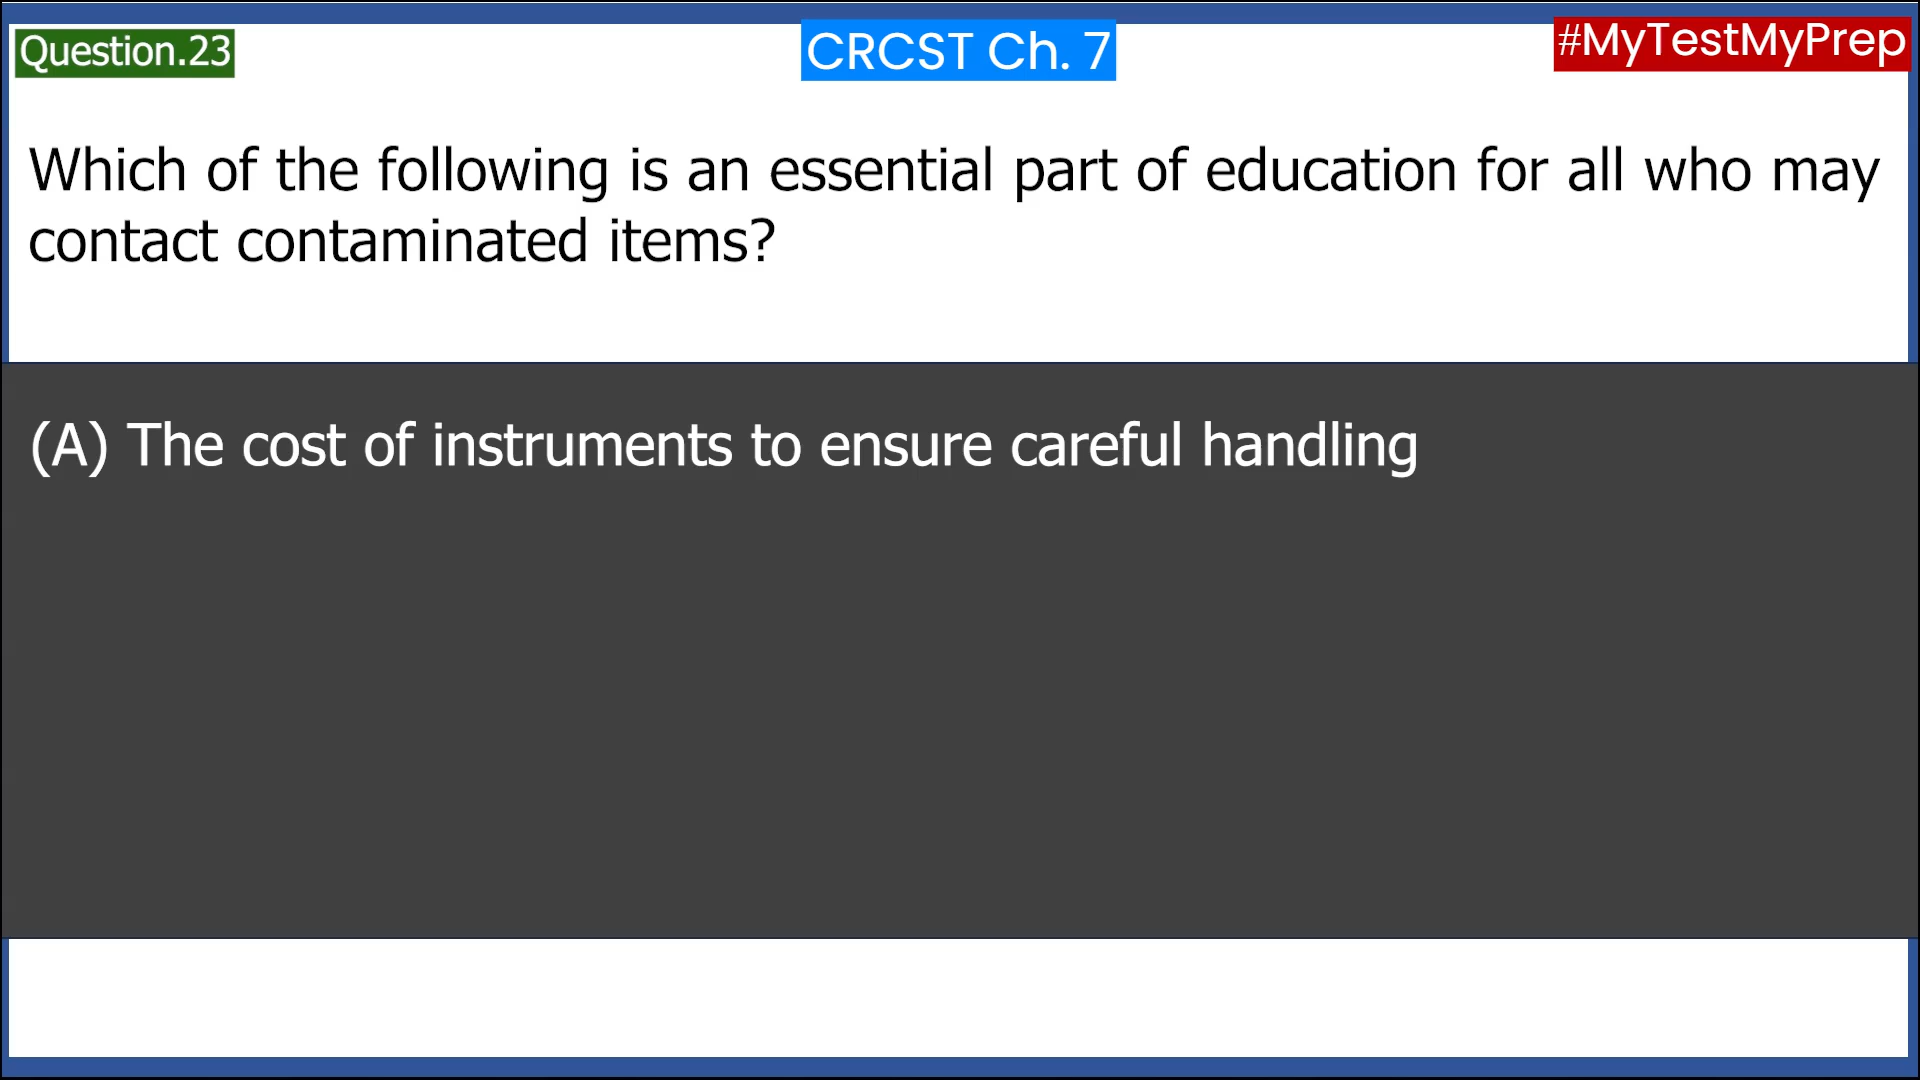 Question.23
CRCST Ch. 7
#MyTestMyPrep
Which of the following is an essential part of education for all who may
contact contaminated items?
(A) The cost of instruments to ensure careful handling